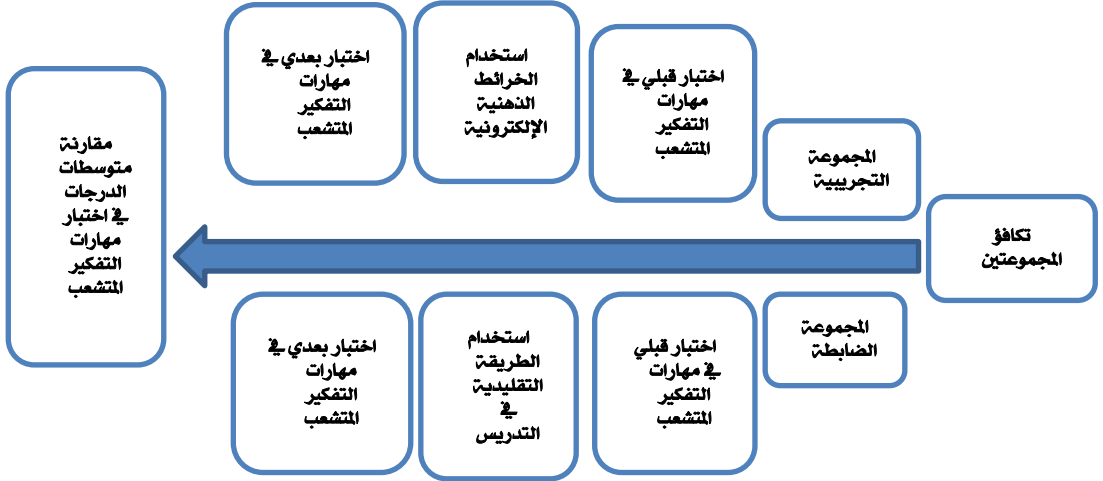 تكافؤ
المجموعتين
المجموعة
التجريبية
اختبار قبلي في
مهارات
التفكير
المتشعب
استخدام
الخرائط
الذهنية
الإلكترونية
اختبار بعدي في
مهارات
التفكير
المتشعب
المجموعة
الضابطة
اختبار قبلي
في مهارات
التفكير
المتشعب
استخدام
الطريقة
التقليدية
في
التدريس
اختبار بعدي في
مهارات
التفكير
المتشعب
مقارنة
متوسطات
الدرجات
في اختبار
مهارات
التفكير
المتشعب